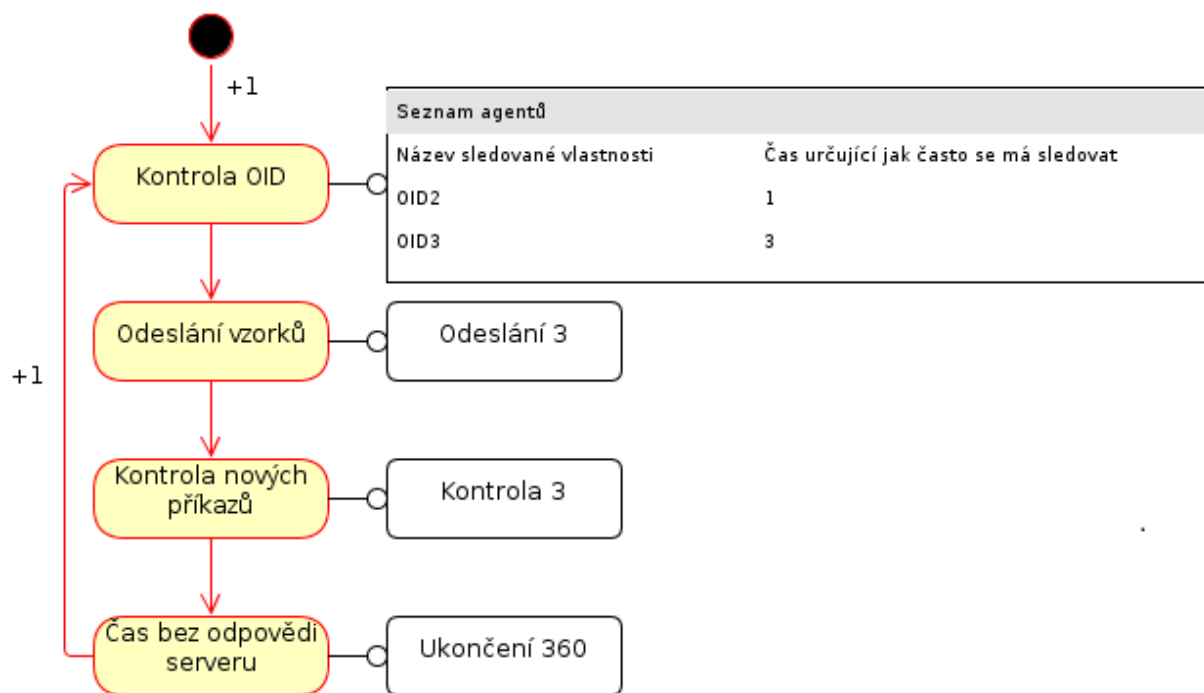 +1
Seznam agentů
Název sledované vlastnosti Čas určující jak často se má sledovat
OID2 1
OID3 3
Kontrola OID
Odeslání vzorků
Odeslání 3
+1
Kontrola nových
příkazů
Kontrola 3
Čas bez odpovědi
serveru
Ukončení 360